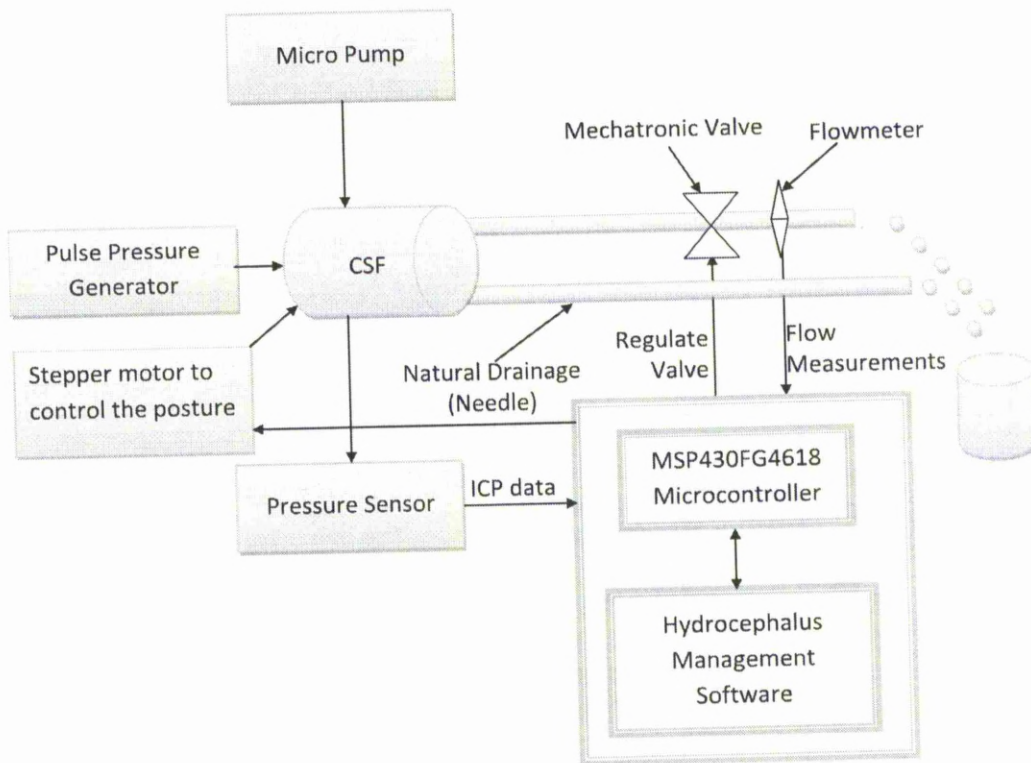 Micro Pump
Mechatronic Valve
Flowmeter
Pulse Pressure
Generator
CSF
Stepper motor to
control the posture
Natural Drainage
(Needle)
Regulate
Valve
Flow
Measurements
Pressure Sensor
ICP data
MSP430FG4618
Microcontroller
Hydrocephalus
Management
Software